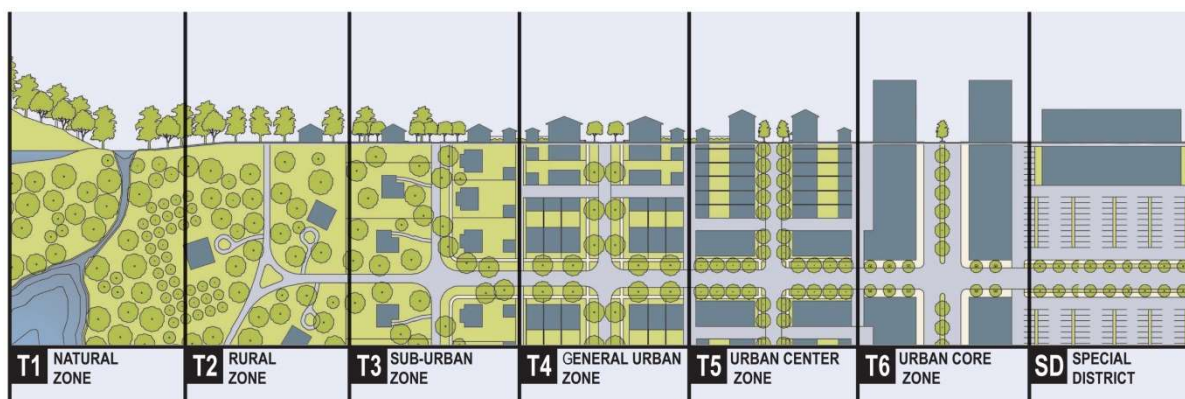 T1 NATURAL
ZONE
T2 RURAL
ZONE
T3 SUB-URBAN
ZONE
T4 GENERAL URBAN
ZONE
T5 URBAN CENTER
ZONE
T6 URBAN CORE
ZONE
SD SPECIAL
DISTRICT